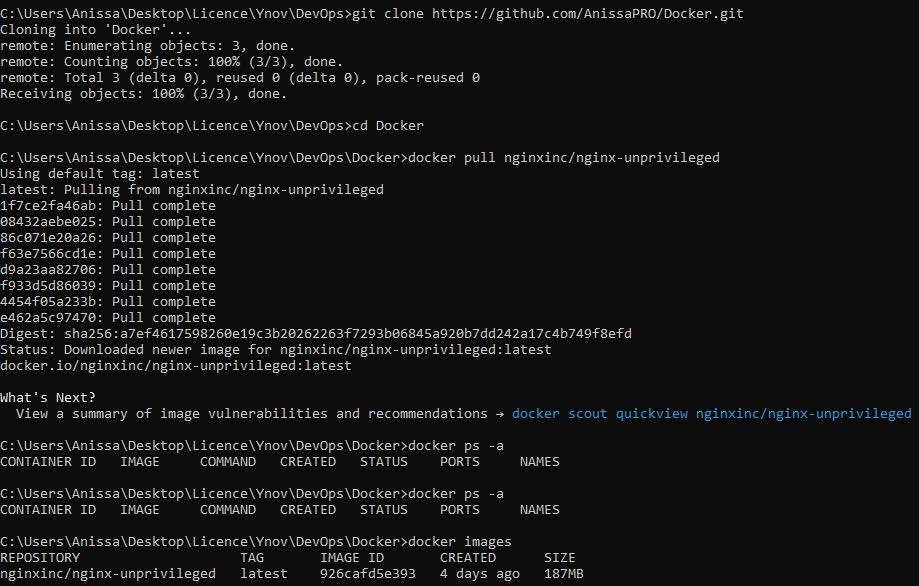 C:\Users\Anissa\Desktop\Licence\Ynov\DevOps>git clone https://github.com/AnissaPRO/Docker.git
Cloning into 'Docker'...
remote: Enumerating objects: 3, done.
remote: Counting objects: 100% (3/3), done.
remote: Total 3 (delta 0), reused 0 (delta 0), pack-reused 0
Receiving objects: 100% (3/3), done.
C:\Users\Anissa\Desktop\Licence\Ynov\DevOps>cd Docker
C:\Users\Anissa\Desktop\Licence\Ynov\DevOps\Docker>docker pull nginxinc/nginx-unprivileged
Using default tag: latest
latest: Pulling from nginxinc/nginx-unprivileged
1f7ce2fa46ab: Pull complete
08432aebe025: Pull complete
86c071e20a26: Pull complete
f63e7566cd1e: Pull complete
d9a23aa82706: Pull complete
f933d5d86039: Pull complete
4454f05a233b: Pull complete
e462a5c97470: Pull complete
Digest: sha256:a7ef4617598260e19c3b20262263f7293b06845a920b7dd242a17c4b749f8efd
Status: Downloaded newer image for nginxinc/nginx-unprivileged:latest
docker.io/nginxinc/nginx-unprivileged:latest
What's Next?
  View a summary of image vulnerabilities and recommendations → docker scout quickview nginxinc/nginx-unprivileged
C:\Users\Anissa\Desktop\Licence\Ynov\DevOps\Docker>docker ps -a
CONTAINER ID   IMAGE     COMMAND   CREATED   STATUS    PORTS     NAMES
C:\Users\Anissa\Desktop\Licence\Ynov\DevOps\Docker>docker ps -a
CONTAINER ID   IMAGE     COMMAND   CREATED   STATUS    PORTS     NAMES
C:\Users\Anissa\Desktop\Licence\Ynov\DevOps\Docker>docker images
REPOSITORY                    TAG       IMAGE ID       CREATED      SIZE
nginxinc/nginx-unprivileged   latest    926cafd5e393   4 days ago   187MB